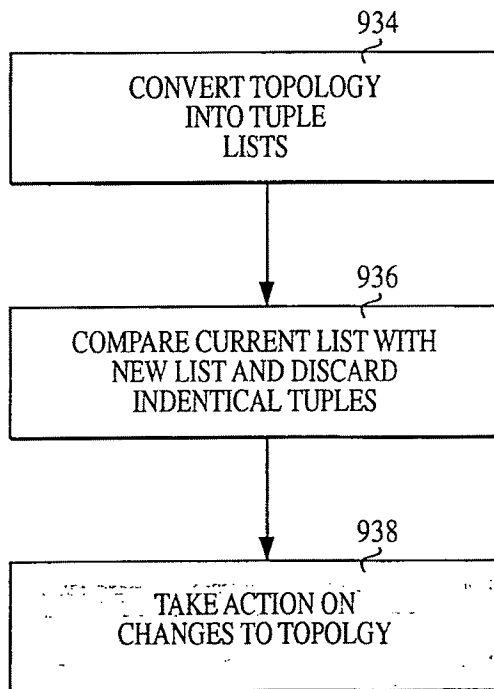 934
CONVERT TOPOLOGY
INTO TUPLE
LISTS
936
COMPARE CURRENT LIST WITH
NEW LIST AND DISCARD
INDENTICAL TUPLES
938
TAKE ACTION ON
CHANGES TO TOPOLGY